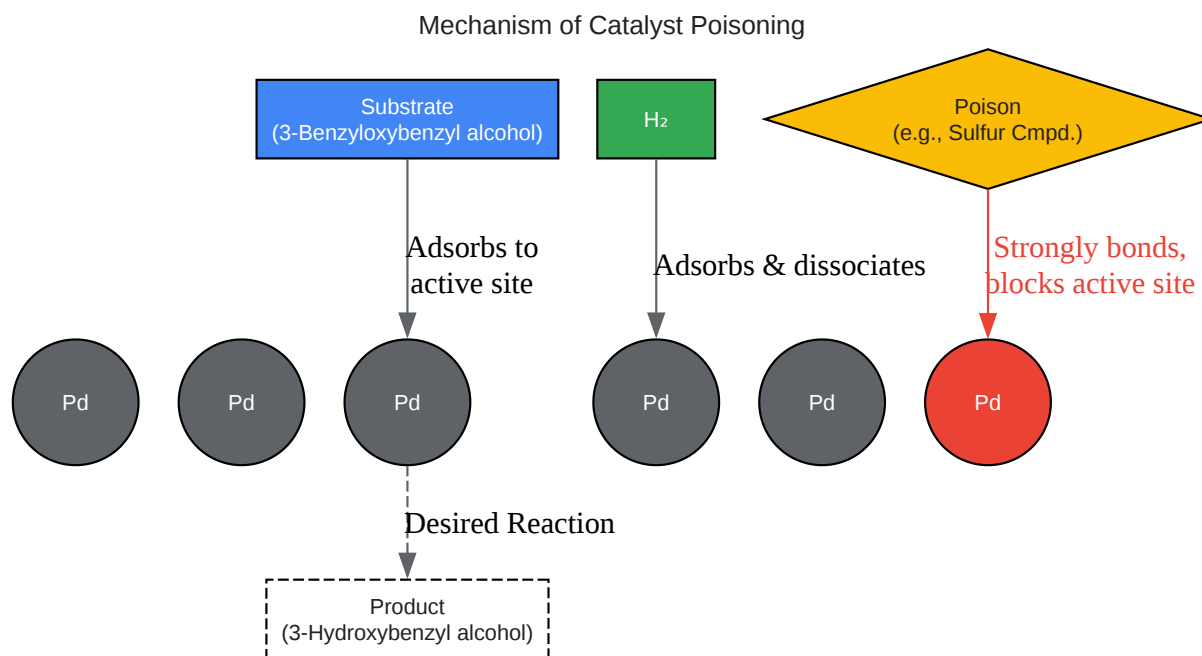 Mechanism of Catalyst Poisoning
Substrate
(3-Benzyloxybenzyl alcohol)
H₂
Poison
(e.g., Sulfur Cmpd.)
Adsorbs to
active site
Adsorbs & dissociates
Strongly bonds,
blocks active site
Pd
Pd
Pd
Pd
Pd
Pd
Desired Reaction
Product
(3-Hydroxybenzyl alcohol)